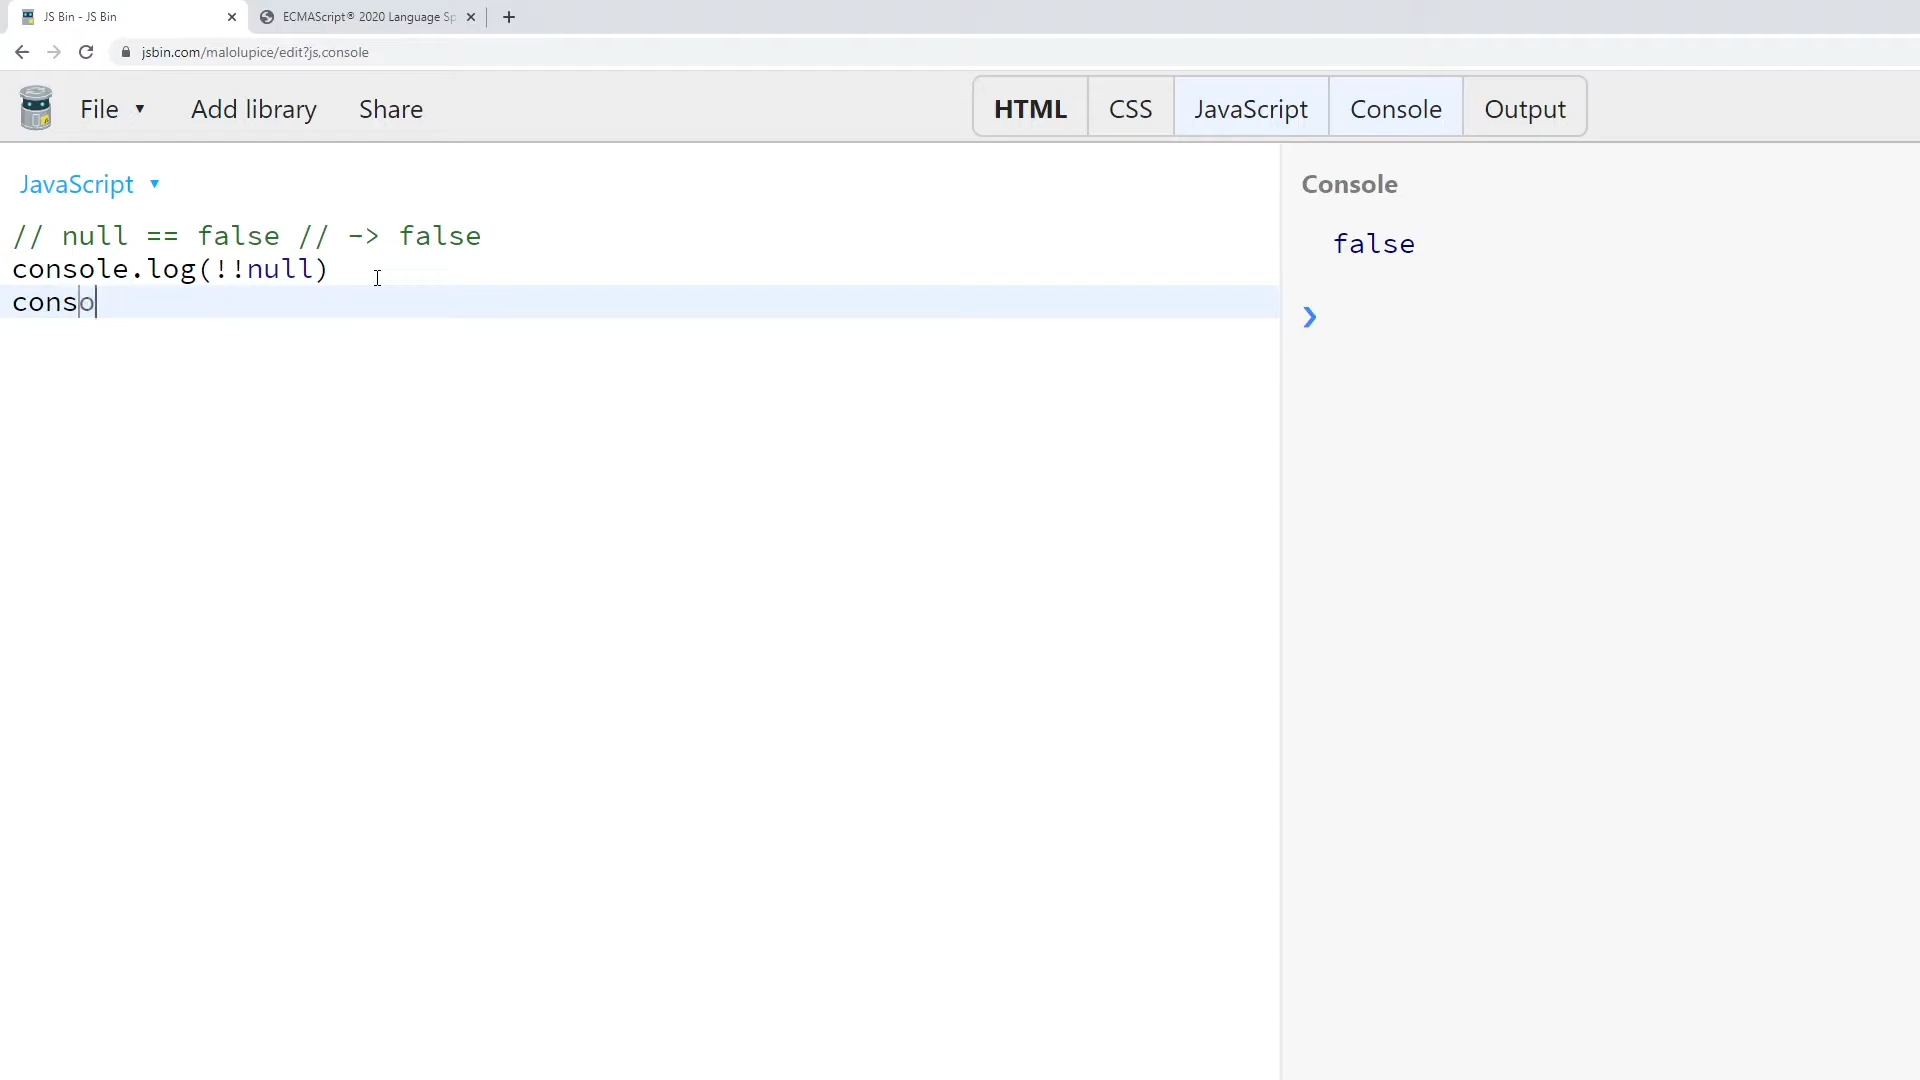 JS Bin - JS Bin
ECMAScript® 2020 Language Sp
jsbin.com/malolupice/edit?js,console
File ▼ Add library Share HTML CSS JavaScript Console Output
JavaScript ▼
Console
// null == false // -> false
console.log(!!null)
conso
false